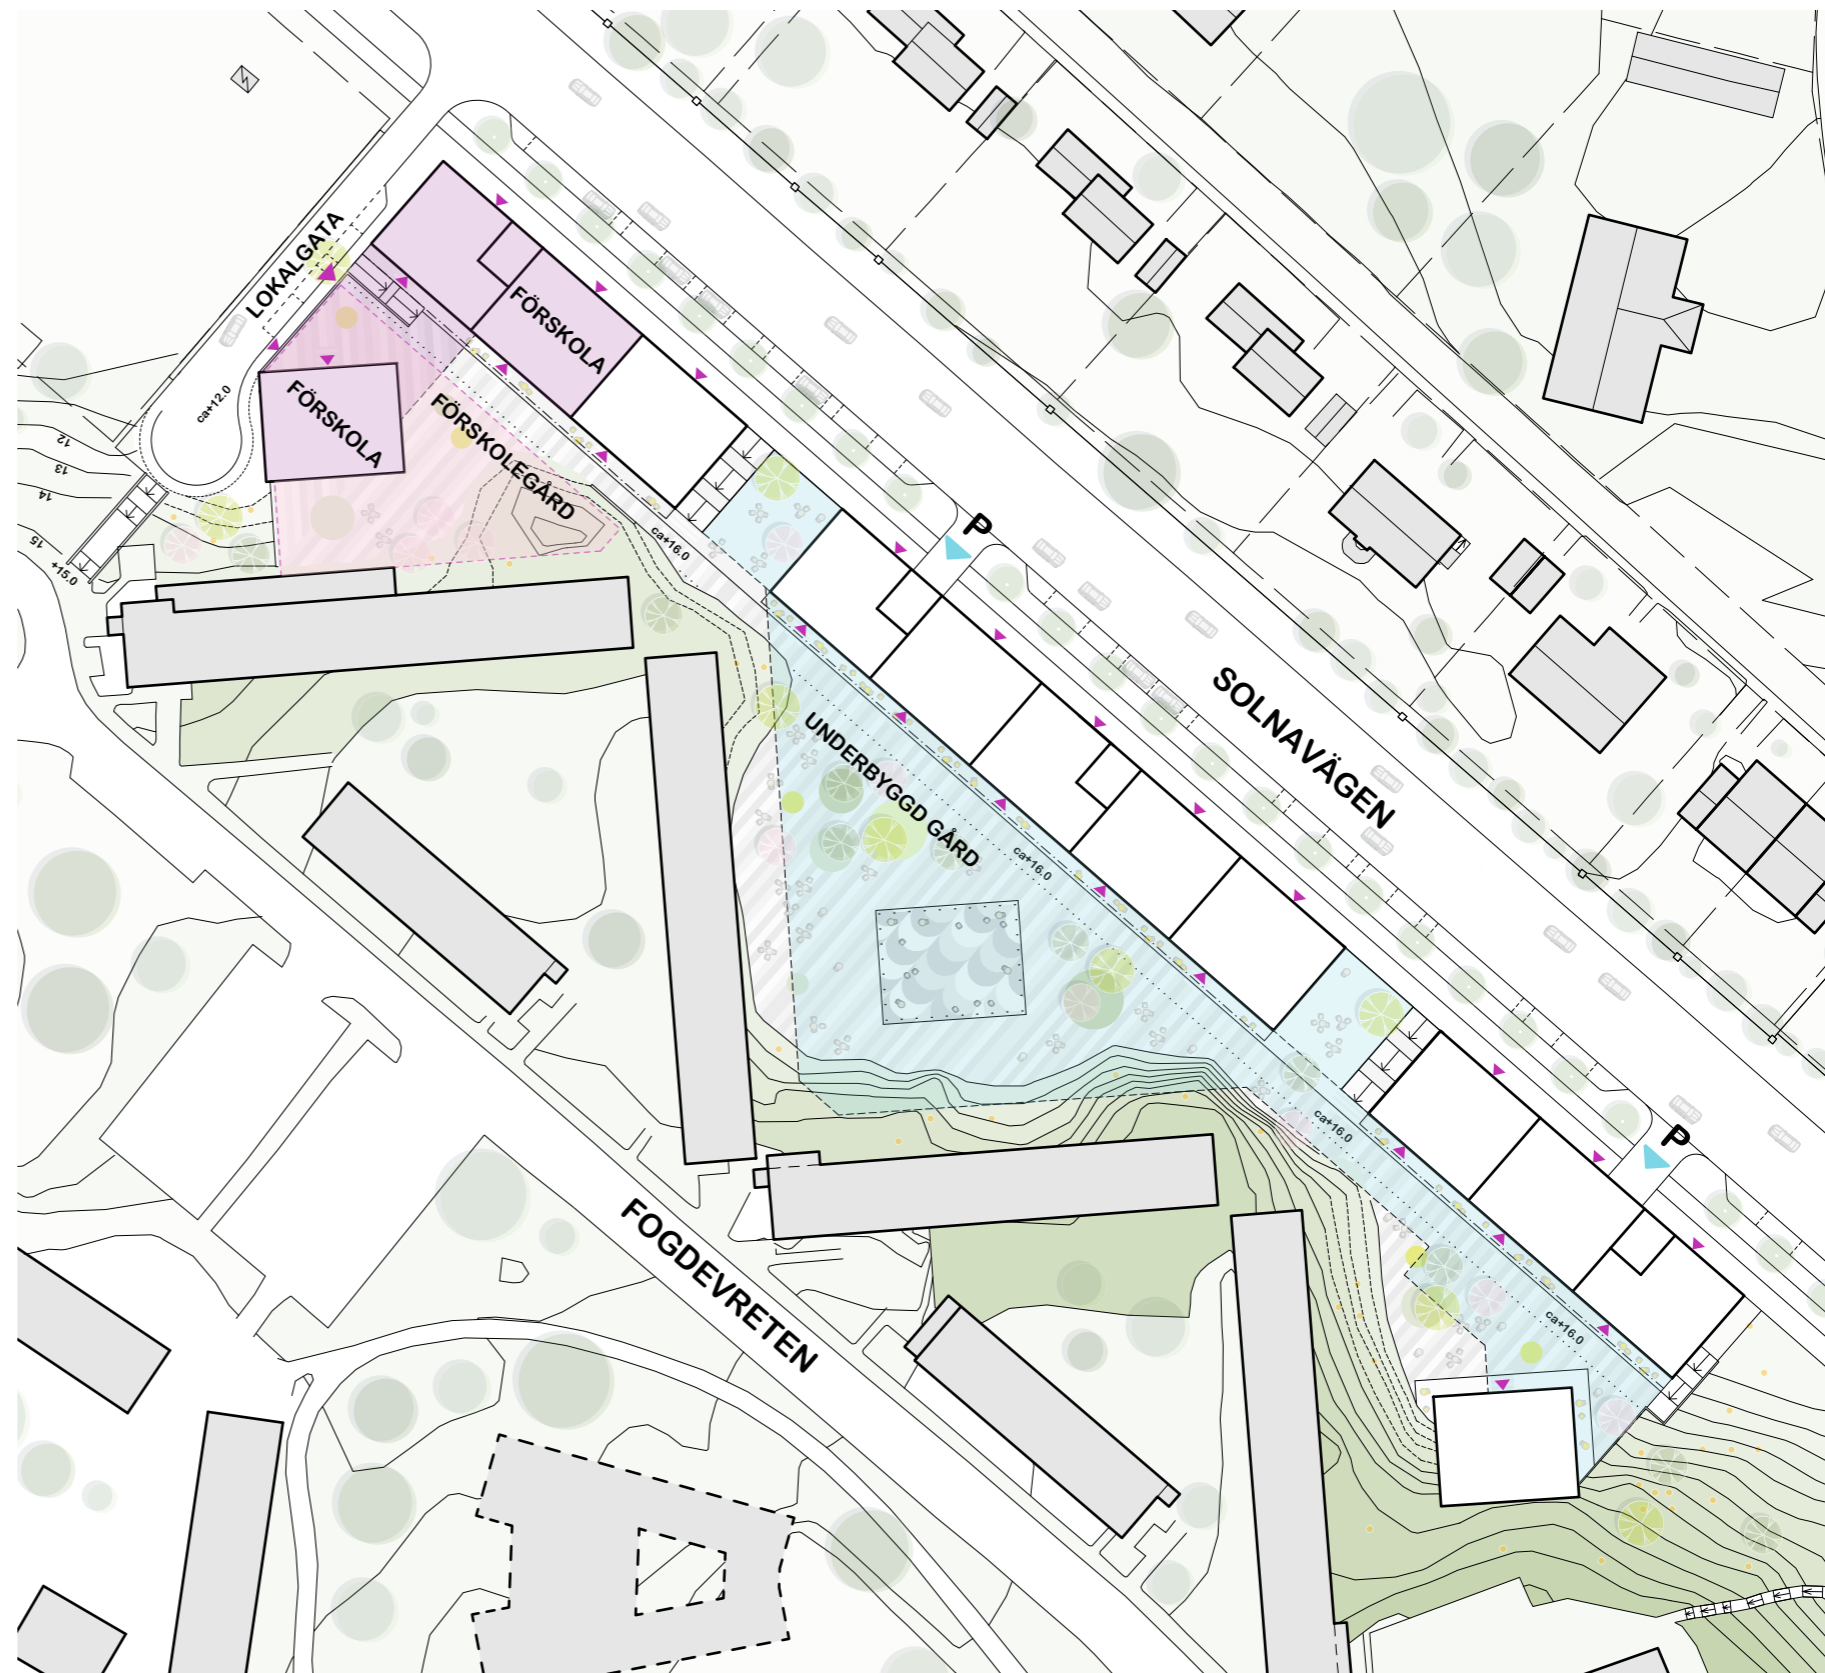 LOKALGATA
FÖRSKOLA
ca+12.0
FÖRSKOLA
FÖRSKOLEGÅRD
12
13
14
15
+15.0
ca+16.0
P
SOLNAVÄGEN
UNDERBYGGD GÅRD
ca+16.0
ca+16.0
P
FOGDEVRETEN
ca+16.0